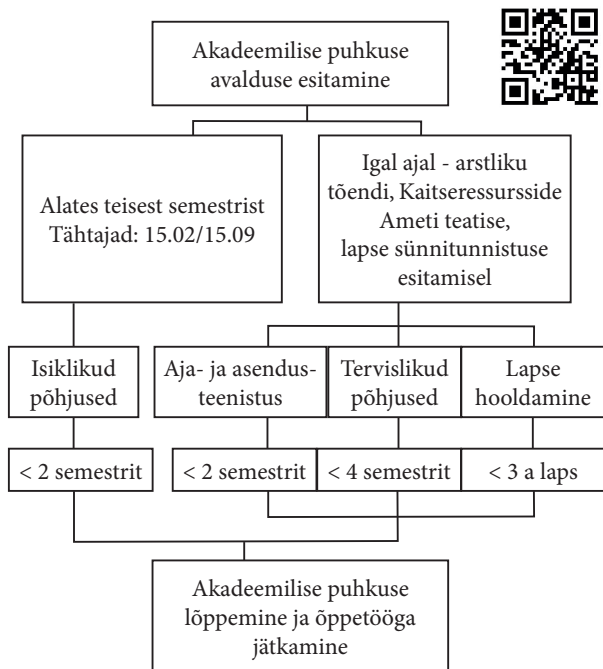 Akadeemilise puhkuse
avalduse esitamine
Alates teisest semestrist
Tähtajad: 15.02/15.09
Igal ajal - arstliku
tõendi, Kaitseressursside
Ameti teatise,
lapse sünnitunnistuse
esitamisel
Isiklikud
põhjused
Aja- ja asendus-
teenistus
Tervislikud
põhjused
Lapse
hooldamine
< 2 semestrit
< 2 semestrit
< 4 semestrit
< 3 a laps
Akadeemilise puhkuse
lõppemine ja õppetööga
jätkamine